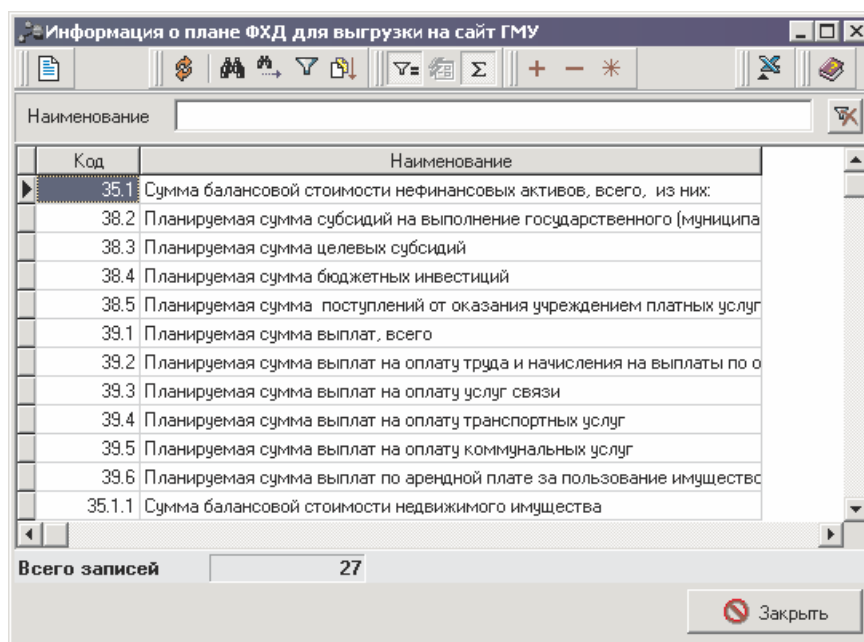 Информация о плане ФХД для выгрузки на сайт ГМУ
Наименование
Код Наименование
35.1 Сумма балансовой стоимости нефинансовых активов, всего, из них:
38.2 Планируемая сумма субсидий на выполнение государственного (муниципа
38.3 Планируемая сумма целевых субсидий
38.4 Планируемая сумма бюджетных инвестиций
38.5 Планируемая сумма поступлений от оказания учреждением платных услуг
39.1 Планируемая сумма выплат, всего
39.2 Планируемая сумма выплат на оплату труда и начисления на выплаты по о
39.3 Планируемая сумма выплат на оплату услуг связи
39.4 Планируемая сумма выплат на оплату транспортных услуг
39.5 Планируемая сумма выплат на оплату коммунальных услуг
39.6 Планируемая сумма выплат по арендной плате за пользование имуществo
35.1.1 Сумма балансовой стоимости недвижимого имущества
Всего записей 27
Закрыть